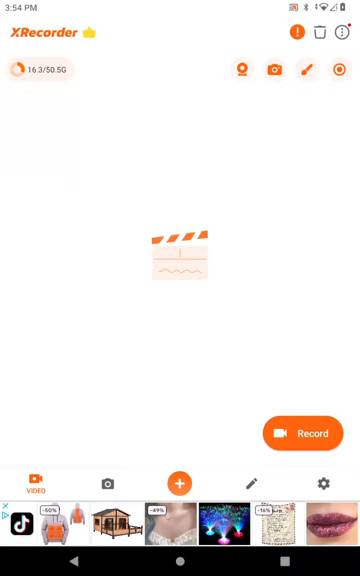 3:54 PM
XRecorder
16.3/50.5G
Record
VIDEO
-50%
-49%
-16%